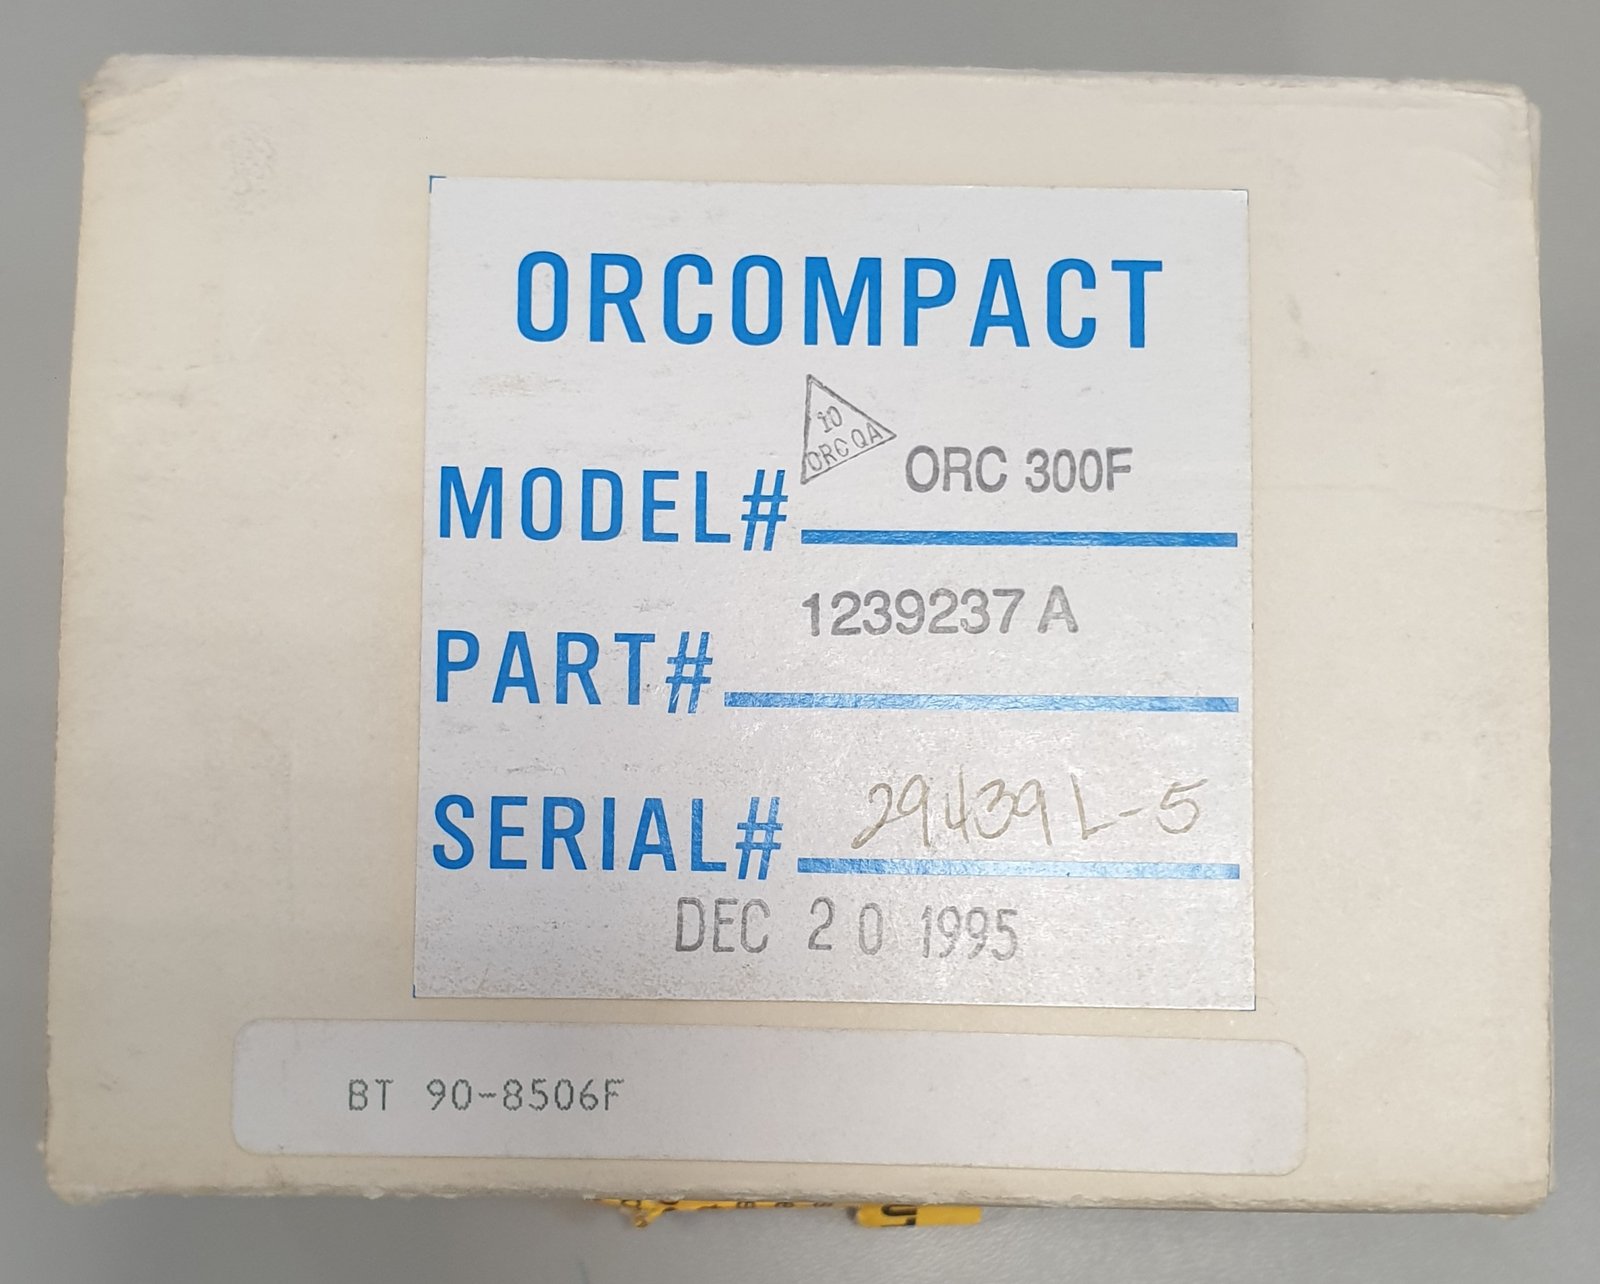 ORCOMPACT
10
ORC QA
MODEL# ORC 300F
PART# 1239237 A
SERIAL# 29439 L-5
DEC 20 1995
BT 90-8506F